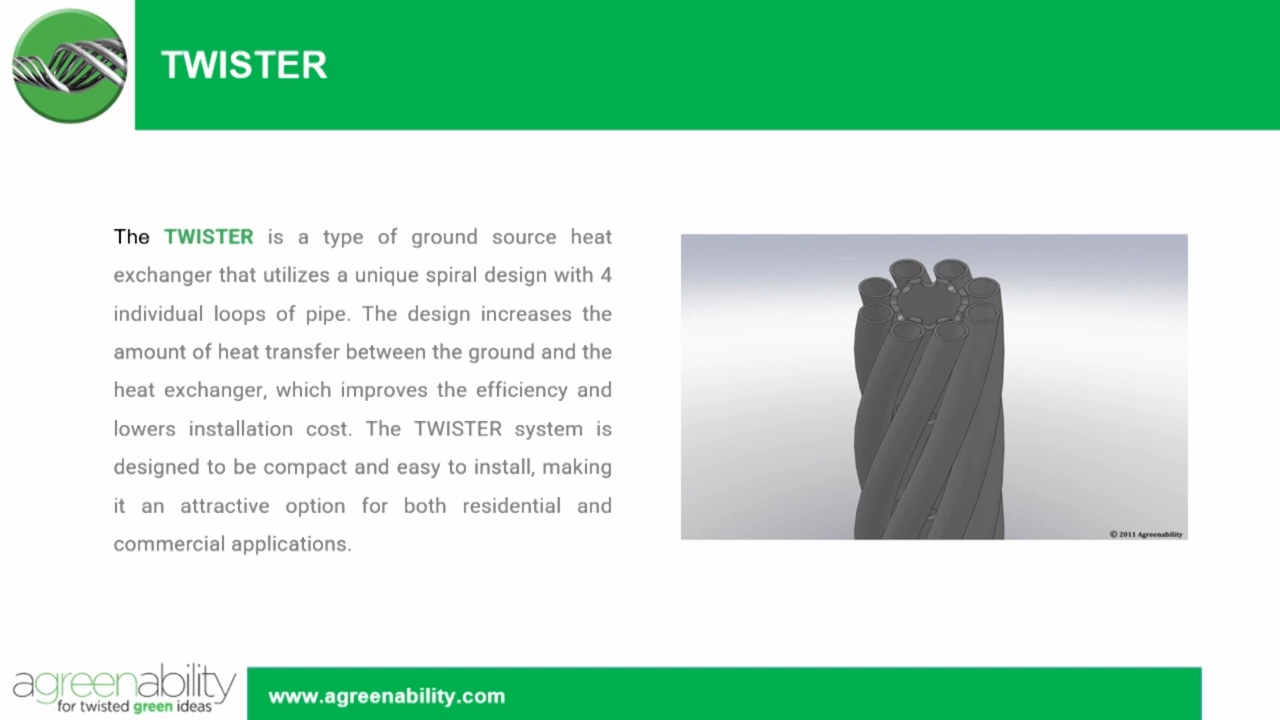 TWISTER
The TWISTER is a type of ground source heat
exchanger that utilizes a unique spiral design with 4
individual loops of pipe. The design increases the
amount of heat transfer between the ground and the
heat exchanger, which improves the efficiency and
lowers installation cost. The TWISTER system is
designed to be compact and easy to install, making
it an attractive option for both residential and
commercial applications.
© 2011 Agreenability
agreenability
for twisted green ideas
www.agreenability.com